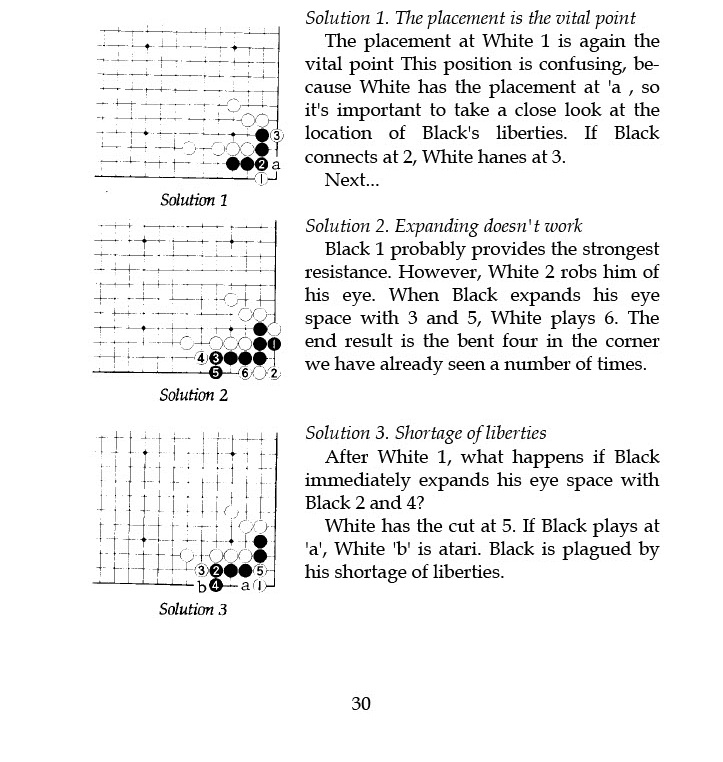 Solution 1. The placement is the vital point
The placement at White 1 is again the
vital point This position is confusing, be-
cause White has the placement at 'a , so
it's important to take a close look at the
location of Black's liberties. If Black
connects at 2, White hanes at 3.
Next...
3
2 a
1
Solution 1
Solution 2. Expanding doesn't work
Black 1 probably provides the strongest
resistance. However, White 2 robs him of
his eye. When Black expands his eye
space with 3 and 5, White plays 6. The
end result is the bent four in the corner
we have already seen a number of times.
1
4 3
5 6 2
Solution 2
Solution 3. Shortage of liberties
After White 1, what happens if Black
immediately expands his eye space with
Black 2 and 4?
White has the cut at 5. If Black plays at
'a', White 'b' is atari. Black is plagued by
his shortage of liberties.
3 2 5
b 4 a 1
Solution 3
30